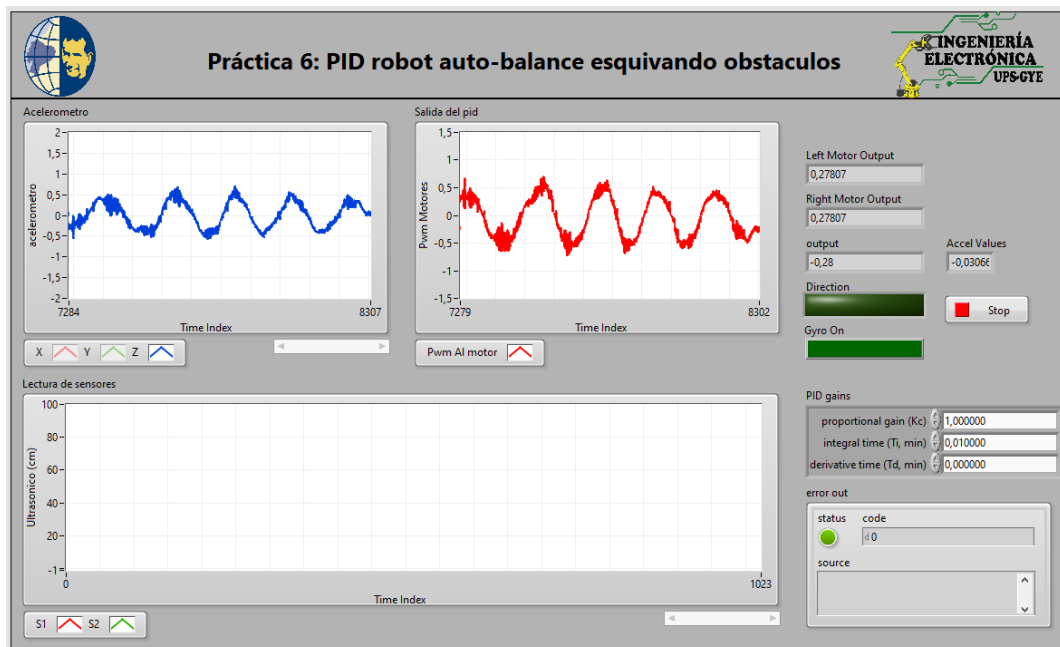 Práctica 6: PID robot auto-balance esquivando obstaculos
INGENIERÍA
ELECTRÓNICA
UPS-GYE
Acelerometro
acelerometro
2
1,5
1
0,5
0
-0,5
-1
-1,5
-2
7284
8307
Time Index
X Y Z
Salida del pid
Pwm Motores
1,5
1
0,5
0
-0,5
-1
-1,5
7279
8302
Time Index
Pwm Al motor
Left Motor Output
0,27807
Right Motor Output
0,27807
output
-0,28
Accel Values
-0,0306
Direction
Stop
Gyro On
Lectura de sensores
Ultrasonico (cm)
100
80
60
40
20
-1
0
1023
Time Index
S1 S2
PID gains
proportional gain (Kc) 1,000000
integral time (Ti, min) 0,010000
derivative time (Td, min) 0,000000
error out
status code
d 0
source